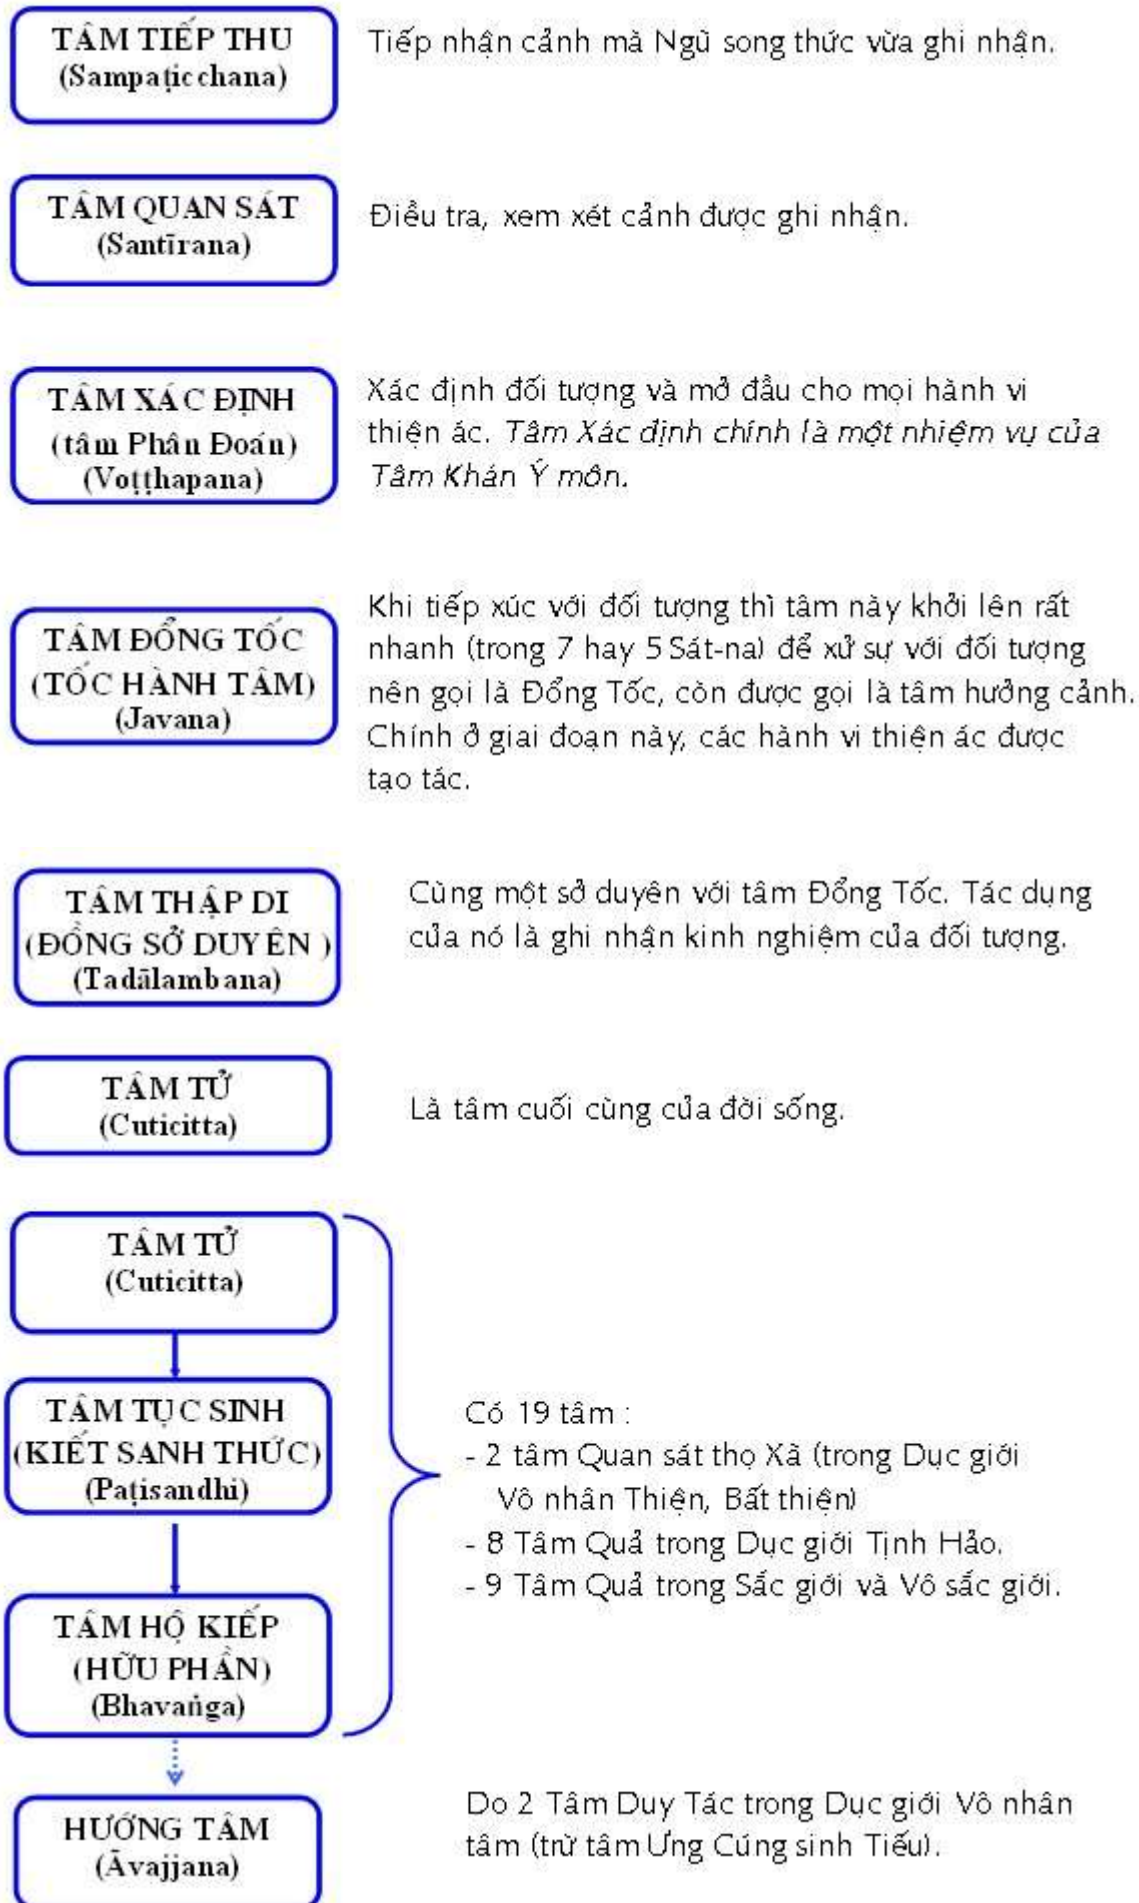 TÂM TIẾP THU
(Sampaṭicchana)
Tiếp nhận cảnh mà Ngũ song thức vừa ghi nhận.
TÂM QUAN SÁT
(Santīrana)
Điều tra, xem xét cảnh được ghi nhận.
TÂM XÁC ĐỊNH
(tâm Phân Đoán)
(Voṭṭhapana)
Xác định đối tượng và mở đầu cho mọi hành vi
thiện ác. Tâm Xác định chính là một nhiệm vụ của
Tâm Khán Ý môn.
TÂM ĐỔNG TỐC
(TỐC HÀNH TÂM)
(Javana)
Khi tiếp xúc với đối tượng thì tâm này khởi lên rất
nhanh (trong 7 hay 5 Sát-na) để xử sự với đối tượng
nên gọi là Đổng Tốc, còn được gọi là tâm hưởng cảnh.
Chính ở giai đoạn này, các hành vi thiện ác được
tạo tác.
TÂM THẬP DI
(ĐỒNG SỞ DUYÊN )
(Tadālambana)
Cùng một sở duyên với tâm Đổng Tốc. Tác dụng
của nó là ghi nhận kinh nghiệm của đối tượng.
TÂM TỬ
(Cuticitta)
Là tâm cuối cùng của đời sống.
TÂM TỬ
(Cuticitta)
TÂM TỤC SINH
(KIẾT SANH THỨC)
(Paṭisandhi)
TÂM HỘ KIẾP
(HỮU PHẦN)
(Bhavaṅga)
Có 19 tâm :
- 2 tâm Quan sát thọ Xã (trong Dục giới
Vô nhân Thiện, Bất thiện)
- 8 Tâm Quả trong Dục giới Tịnh Hảo.
- 9 Tâm Quả trong Sắc giới và Vô sắc giới.
HƯỚNG TÂM
(Āvajjana)
Do 2 Tâm Duy Tác trong Dục giới Vô nhân
tâm (trừ tâm Ưng Cúng sinh Tiếu).